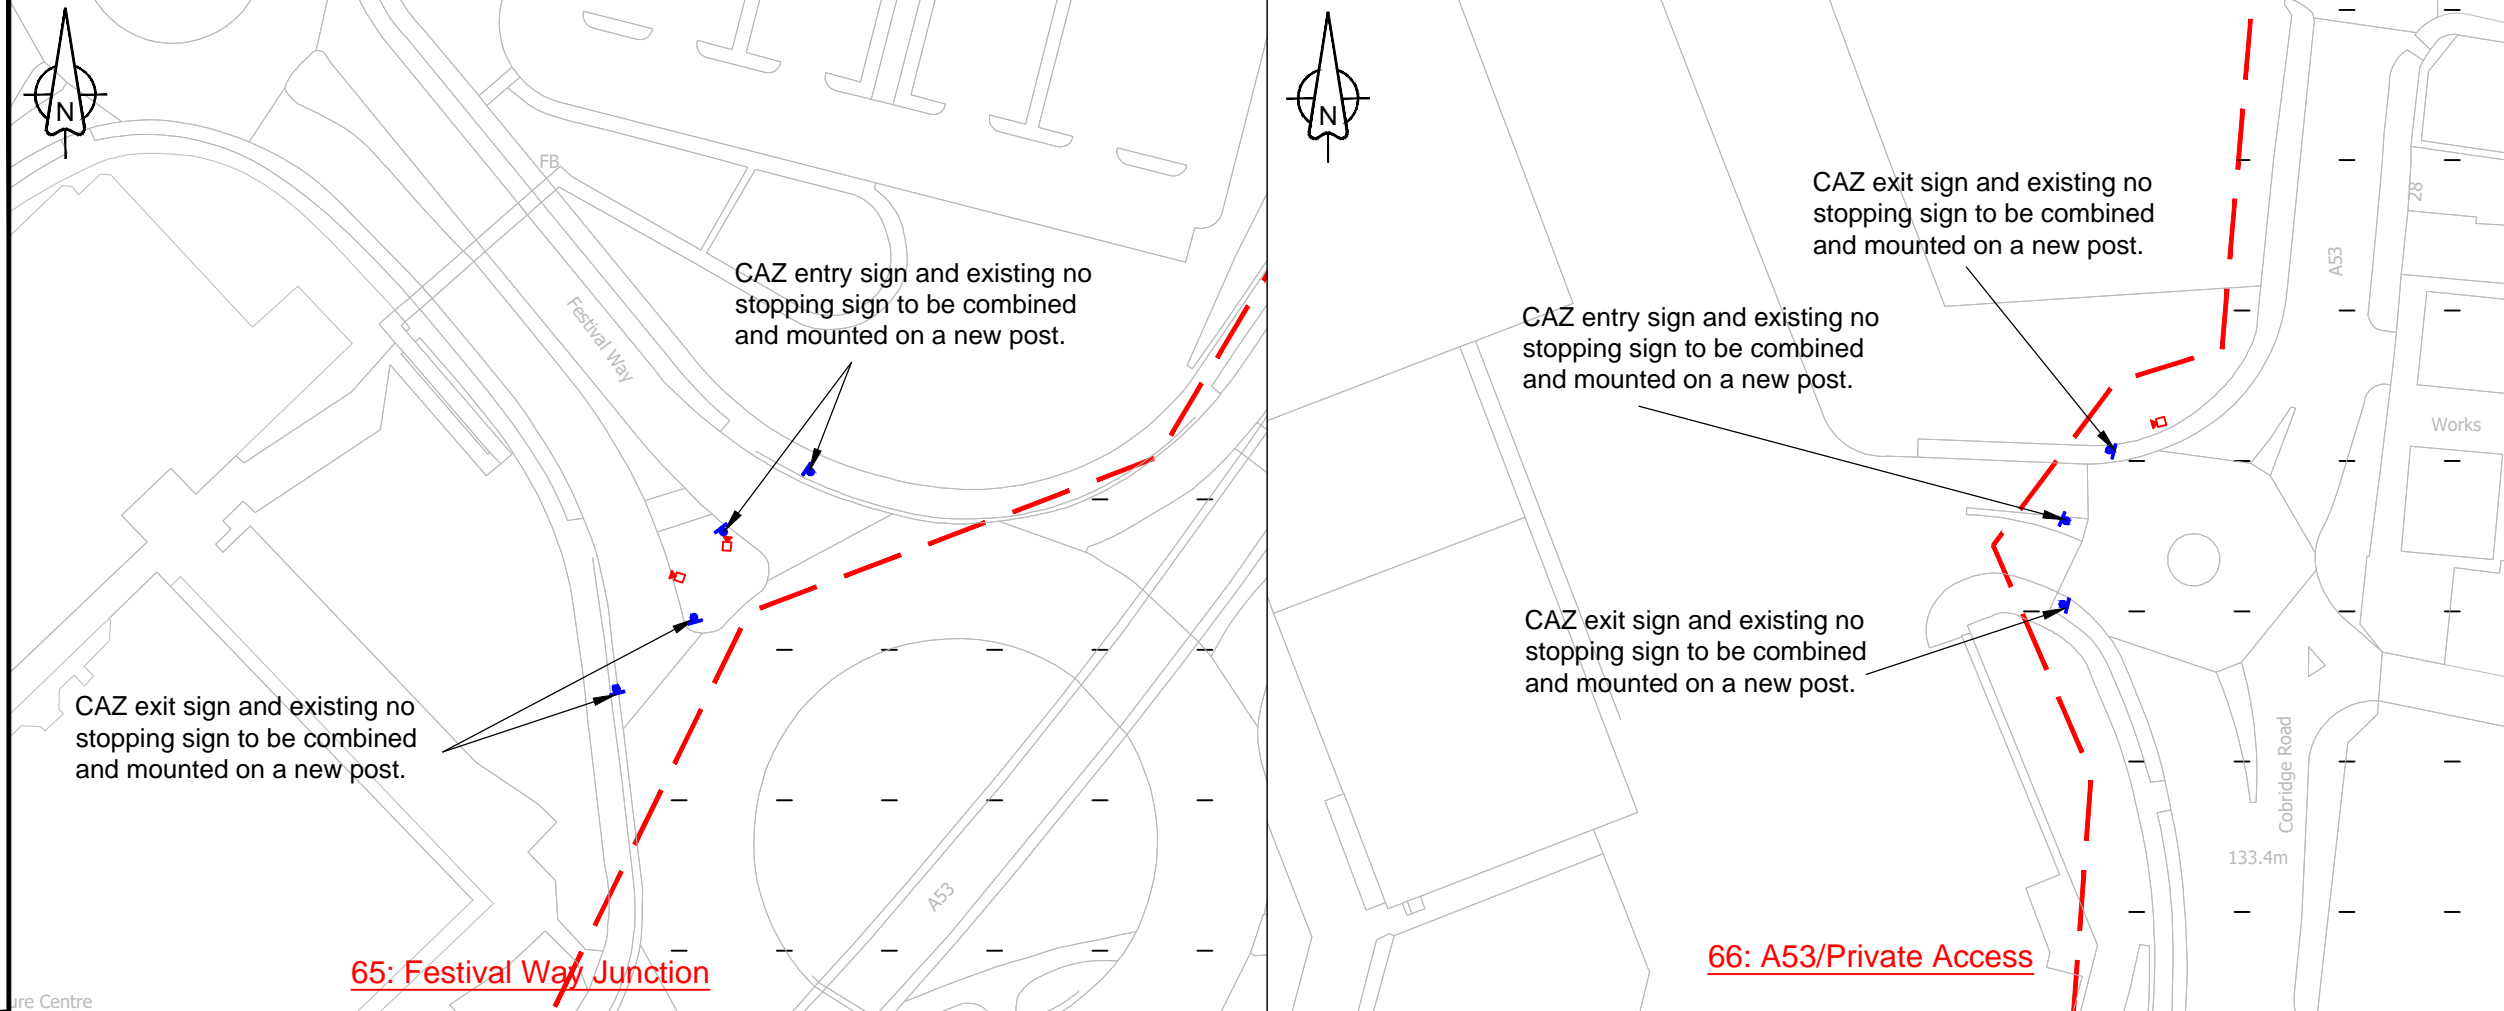 N
FB
Festival Way
CAZ entry sign and existing no
stopping sign to be combined
and mounted on a new post.
CAZ exit sign and existing no
stopping sign to be combined
and mounted on a new post.
A53
65: Festival Way Junction
ure Centre
N
CAZ exit sign and existing no
stopping sign to be combined
and mounted on a new post.
28
A53
CAZ entry sign and existing no
stopping sign to be combined
and mounted on a new post.
Works
CAZ exit sign and existing no
stopping sign to be combined
and mounted on a new post.
Cobridge Road
133.4m
66: A53/Private Access